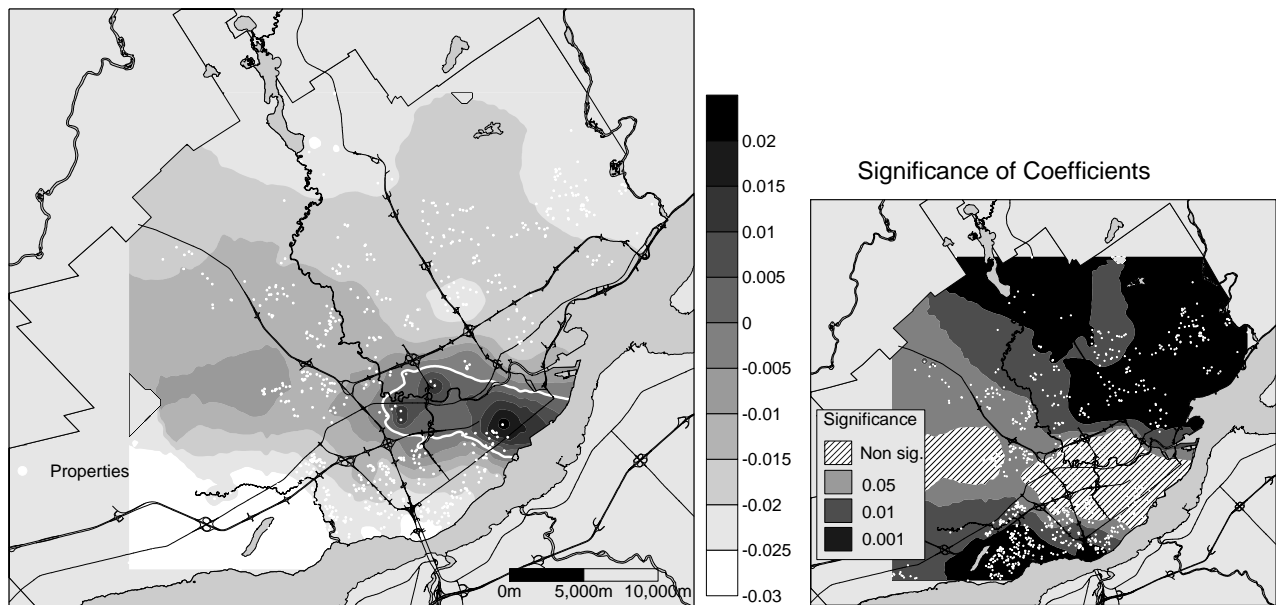 Properties
0m
5,000m
10,000m
0.02
0.015
0.01
0.005
0
-0.005
-0.01
-0.015
-0.02
-0.025
-0.03
Significance of Coefficients
Significance
Non sig.
0.05
0.01
0.001